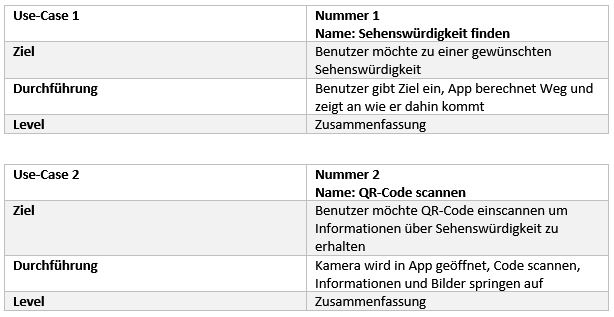 Use-Case 1 Nummer 1
Name: Sehenswürdigkeit finden
Ziel Benutzer möchte zu einer gewünschten
Sehenswürdigkeit
Durchführung Benutzer gibt Ziel ein, App berechnet Weg und
zeigt an wie er dahin kommt
Level Zusammenfassung
Use-Case 2 Nummer 2
Name: QR-Code scannen
Ziel Benutzer möchte QR-Code einscannen um
Informationen über Sehenswürdigkeit zu
erhalten
Durchführung Kamera wird in App geöffnet, Code scannen,
Informationen und Bilder springen auf
Level Zusammenfassung